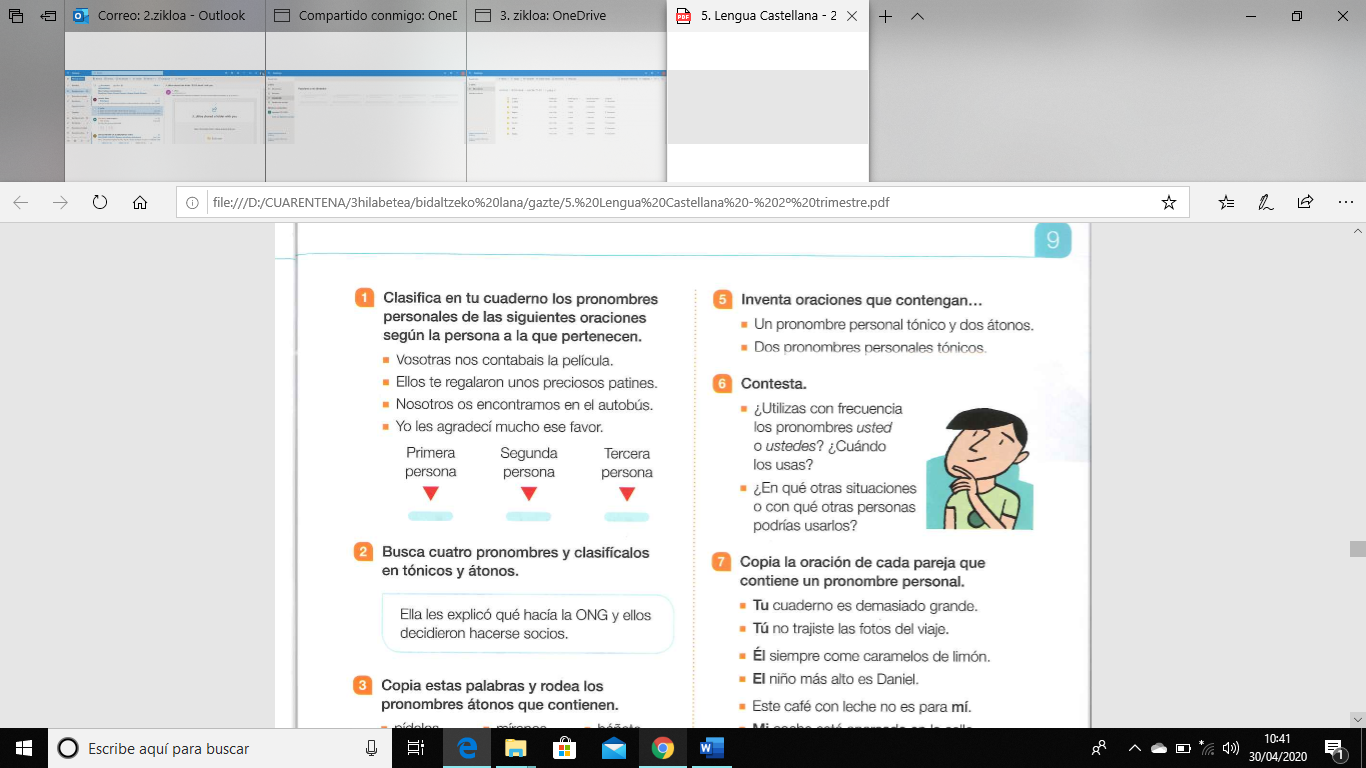 Correo: 2.zikloa - Outlook
Compartido conmigo: OneD
3. zikloa: OneDrive
5. Lengua Castellana - 2
file:///D:/CUARENTENA/3hilabetea/bidaltzeko%20lana/gazte/5.%20Lengua%20Castellana%20-%202º%20trimestre.pdf
9
1 Clasifica en tu cuaderno los pronombres
personales de las siguientes oraciones
según la persona a la que pertenecen.
Vosotras nos contabais la película.
Ellos te regalaron unos preciosos patines.
Nosotros os encontramos en el autobús.
Yo les agradecí mucho ese favor.
Primera Segunda Tercera
persona persona persona
2 Busca cuatro pronombres y clasifícalos
en tónicos y átonos.
Ella les explicó qué hacía la ONG y ellos
decidieron hacerse socios.
3 Copia estas palabras y rodea los
pronombres átonos que contienen.
5 Inventa oraciones que contengan…
Un pronombre personal tónico y dos átonos.
Dos pronombres personales tónicos.
6 Contesta.
¿Utilizas con frecuencia
los pronombres usted
o ustedes? ¿Cuándo
los usas?
¿En qué otras situaciones
o con qué otras personas
podrías usarlos?
7 Copia la oración de cada pareja que
contiene un pronombre personal.
Tu cuaderno es demasiado grande.
Tú no trajiste las fotos del viaje.
Él siempre come caramelos de limón.
El niño más alto es Daniel.
Este café con leche no es para mí.
Escribe aquí para buscar
10:41
30/04/2020
1